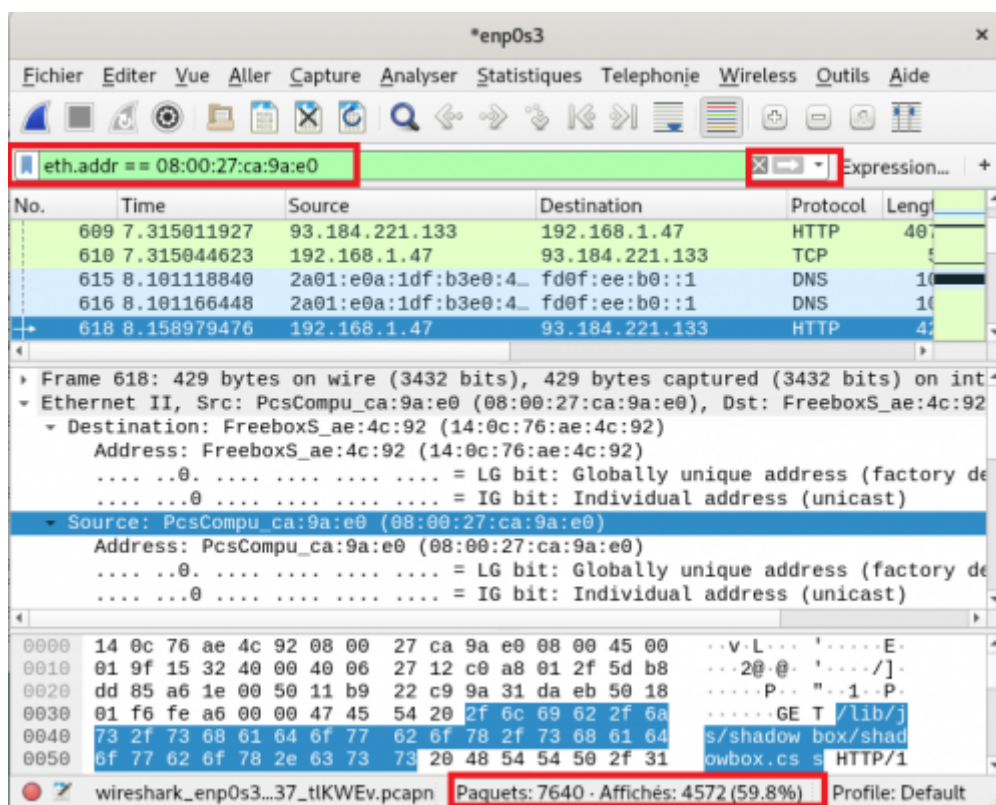 *enp0s3
Fichier Editer Vue Aller Capture Analyser Statistiques Telephonie Wireless Outils Aide
eth.addr == 08:00:27:ca:9a:e0 Expression... +
No. Time Source Destination Protocol Lengt
609 7.315011927 93.184.221.133 192.168.1.47 HTTP 407
610 7.315044623 192.168.1.47 93.184.221.133 TCP
615 8.101118840 2a01:e0a:1df:b3e0:4… fd0f:ee:b0::1 DNS 10
616 8.101166448 2a01:e0a:1df:b3e0:4… fd0f:ee:b0::1 DNS 10
618 8.158979476 192.168.1.47 93.184.221.133 HTTP 42
Frame 618: 429 bytes on wire (3432 bits), 429 bytes captured (3432 bits) on int
Ethernet II, Src: PcsCompu_ca:9a:e0 (08:00:27:ca:9a:e0), Dst: FreeboxS_ae:4c:92
Destination: FreeboxS_ae:4c:92 (14:0c:76:ae:4c:92)
Address: FreeboxS_ae:4c:92 (14:0c:76:ae:4c:92)
.... ..0. .... .... .... .... = LG bit: Globally unique address (factory de
.... ...0 .... .... .... .... = IG bit: Individual address (unicast)
Source: PcsCompu_ca:9a:e0 (08:00:27:ca:9a:e0)
Address: PcsCompu_ca:9a:e0 (08:00:27:ca:9a:e0)
.... ..0. .... .... .... .... = LG bit: Globally unique address (factory de
.... ...0 .... .... .... .... = IG bit: Individual address (unicast)
0000 14 0c 76 ae 4c 92 08 00 27 ca 9a e0 08 00 45 00 ··v·L··· '·····E·
0010 01 9f 15 32 40 00 40 06 27 12 c0 a8 01 2f 5d b8 ···2@·@· '····/]·
0020 dd 85 a6 1e 00 50 11 b9 22 c9 9a 31 da eb 50 18 ·····P·· "··1··P·
0030 01 f6 fe a6 00 00 47 45 54 20 2f 6c 69 62 2f 6a ······GE T /lib/j
0040 73 2f 73 68 61 64 6f 77 62 6f 78 2f 73 68 61 64 s/shadow box/shad
0050 6f 77 62 6f 78 2e 63 73 73 20 48 54 54 50 2f 31 owbox.cs s HTTP/1
wireshark_enp0s3...37_tlKWEv.pcapn Paquets: 7640 · Affichés: 4572 (59.8%) Profile: Default